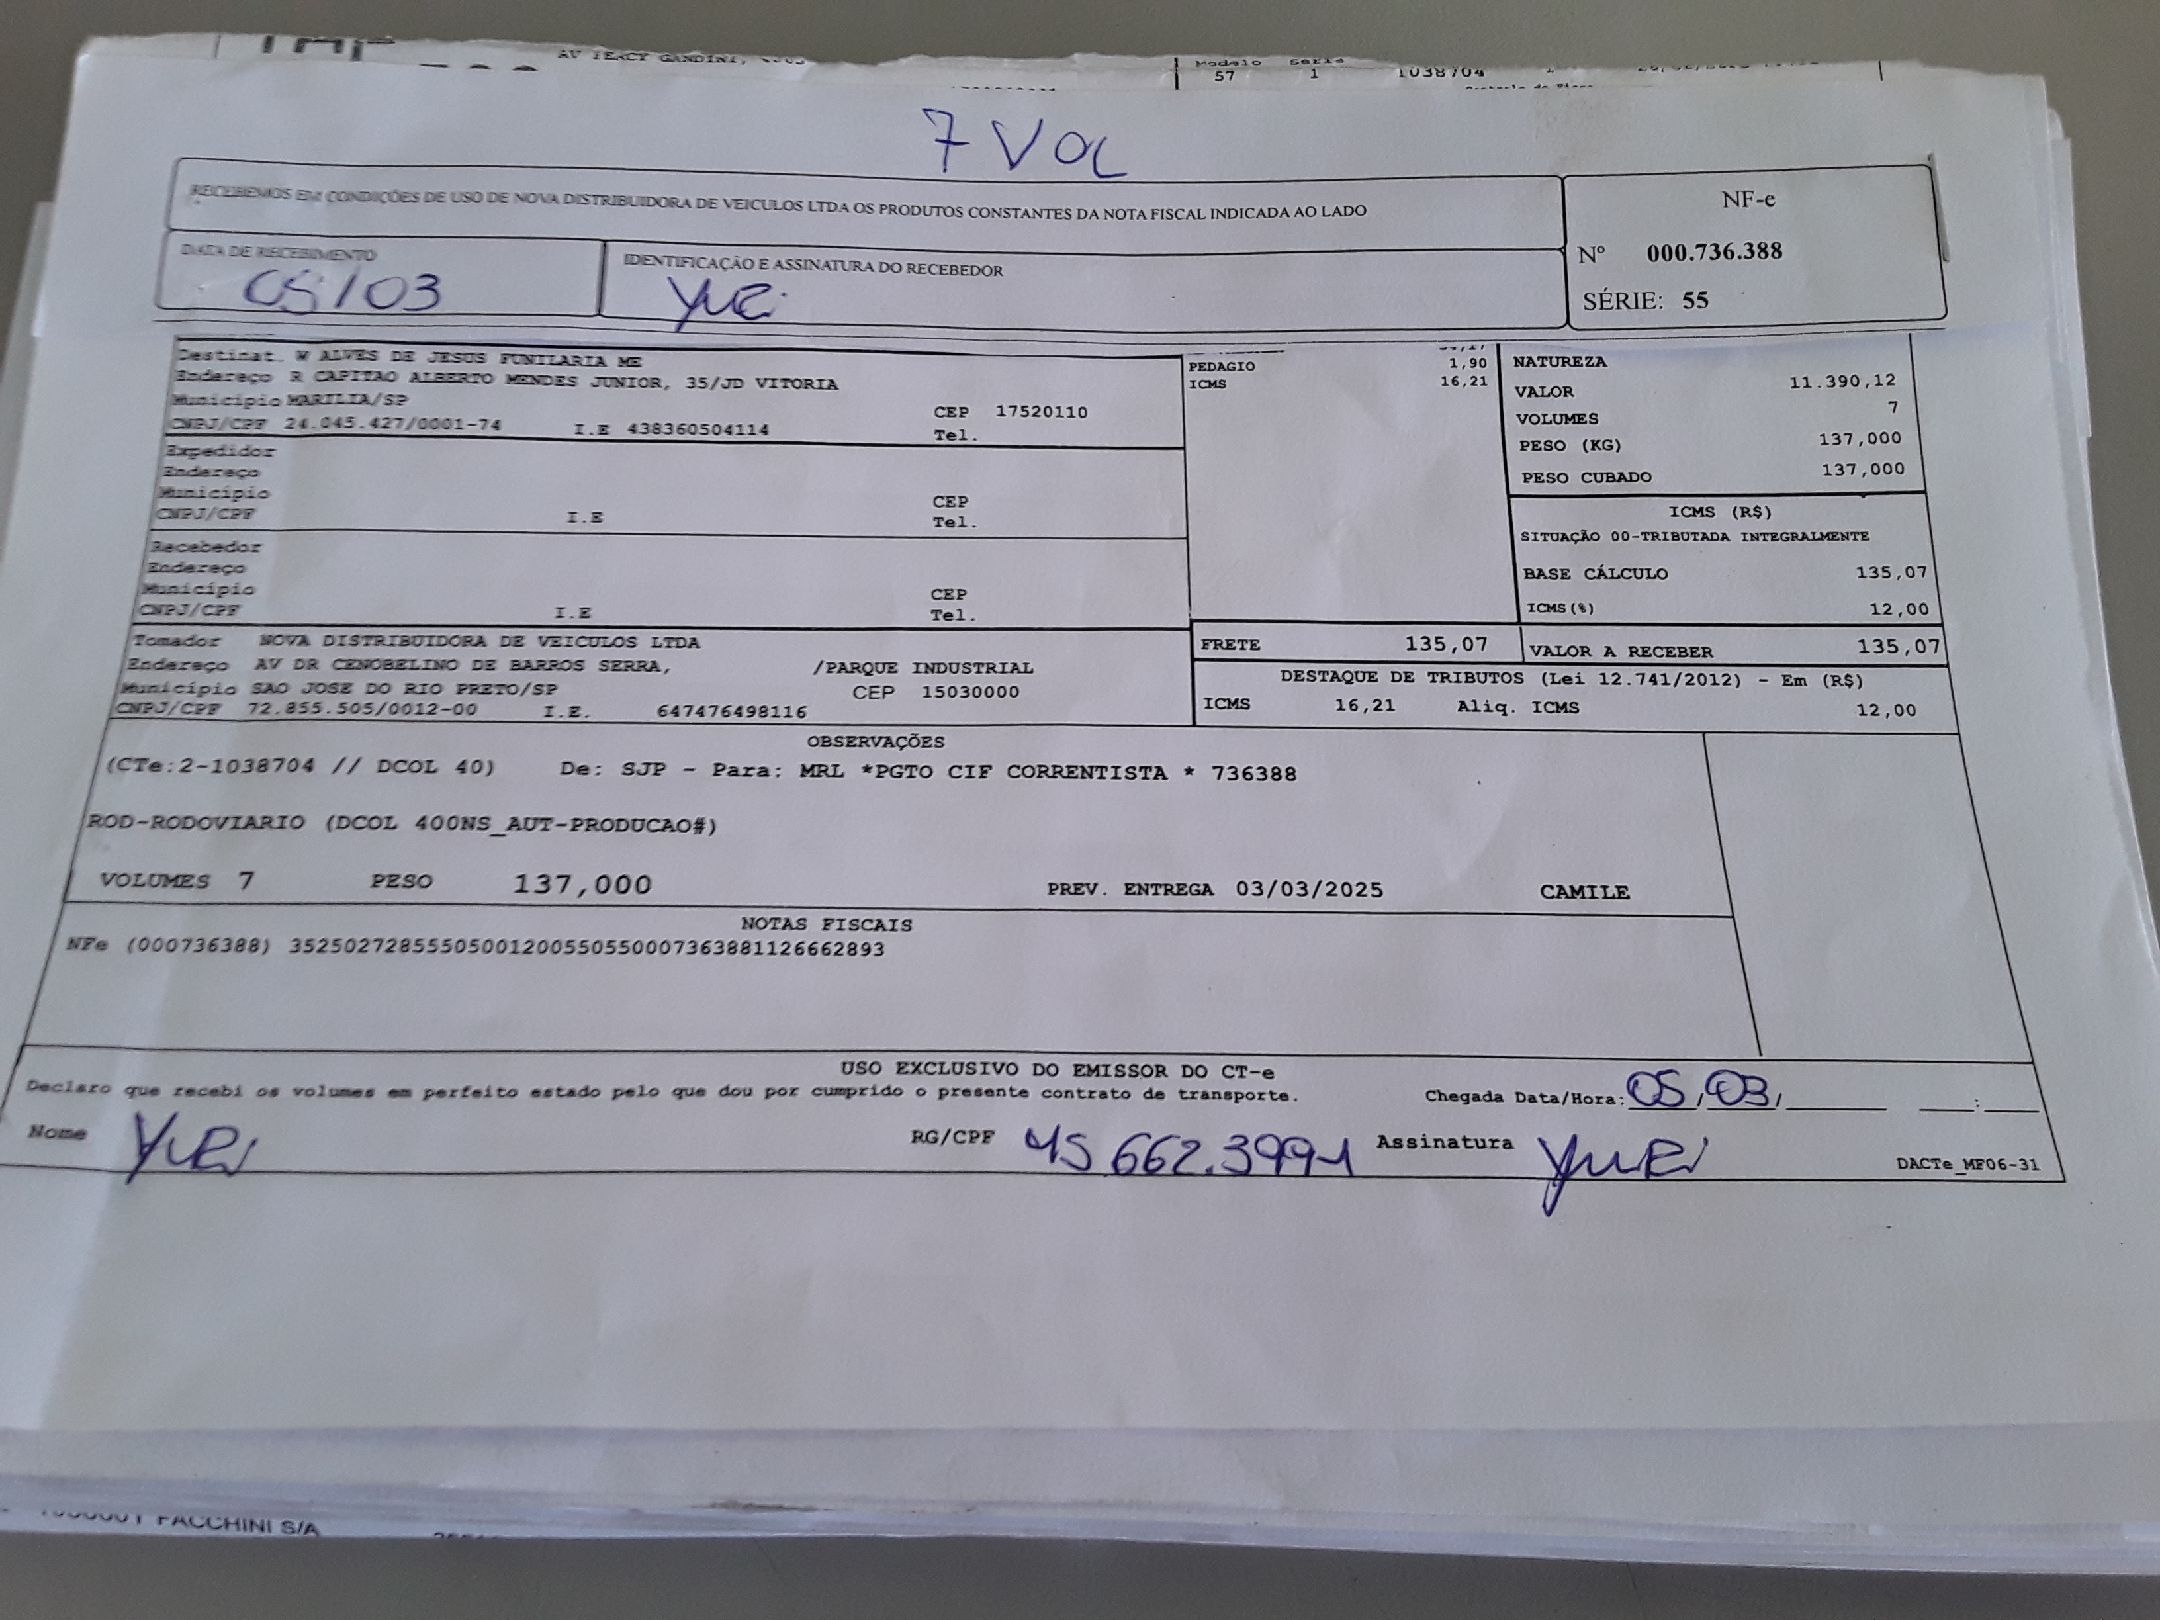 AV TERCY GANDINI,
Modelo Serie
57 1 1038704
7 VOL
RECEBEMOS EM CONDIÇÕES DE USO DE NOVA DISTRIBUIDORA DE VEICULOS LTDA OS PRODUTOS CONSTANTES DA NOTA FISCAL INDICADA AO LADO
NF-e
Nº 000.736.388
SÉRIE: 55
DATA DE RECEBIMENTO
05/03
IDENTIFICAÇÃO E ASSINATURA DO RECEBEDOR
YURi
Destinat. W ALVES DE JESUS FUNILARIA ME
Endereço R CAPITAO ALBERTO MENDES JUNIOR, 35/JD VITORIA
Município MARILIA/SP
CEP 17520110
CNPJ/CPF 24.045.427/0001-74 I.E 438360504114 Tel.
PEDAGIO 1,90
ICMS 16,21
NATUREZA
VALOR 11.390,12
VOLUMES 7
PESO (KG) 137,000
PESO CUBADO 137,000
Expedidor
Endereço
Município CEP
CNPJ/CPF I.E Tel.
ICMS (R$)
SITUAÇÃO 00-TRIBUTADA INTEGRALMENTE
BASE CÁLCULO 135,07
ICMS(%) 12,00
Recebedor
Endereço
Município CEP
CNPJ/CPF I.E Tel.
Tomador NOVA DISTRIBUIDORA DE VEICULOS LTDA
Endereço AV DR CENOBELINO DE BARROS SERRA, /PARQUE INDUSTRIAL
Município SAO JOSE DO RIO PRETO/SP CEP 15030000
CNPJ/CPF 72.855.505/0012-00 I.E. 647476498116
FRETE 135,07 VALOR A RECEBER 135,07
DESTAQUE DE TRIBUTOS (Lei 12.741/2012) - Em (R$)
ICMS 16,21 Aliq. ICMS 12,00
OBSERVAÇÕES
(CTe:2-1038704 // DCOL 40) De: SJP - Para: MRL *PGTO CIF CORRENTISTA * 736388
ROD-RODOVIARIO (DCOL 400NS_AUT-PRODUCAO#)
VOLUMES 7 PESO 137,000 PREV. ENTREGA 03/03/2025 CAMILE
NOTAS FISCAIS
NFe (000736388) 35250272855505001200550550007363881126662893
USO EXCLUSIVO DO EMISSOR DO CT-e
Declaro que recebi os volumes em perfeito estado pelo que dou por cumprido o presente contrato de transporte.
Chegada Data/Hora: 05/03/ :
Nome YURi RG/CPF 45 662.399-1 Assinatura YURi
DACTe_MF06-31
FACCHINI S/A